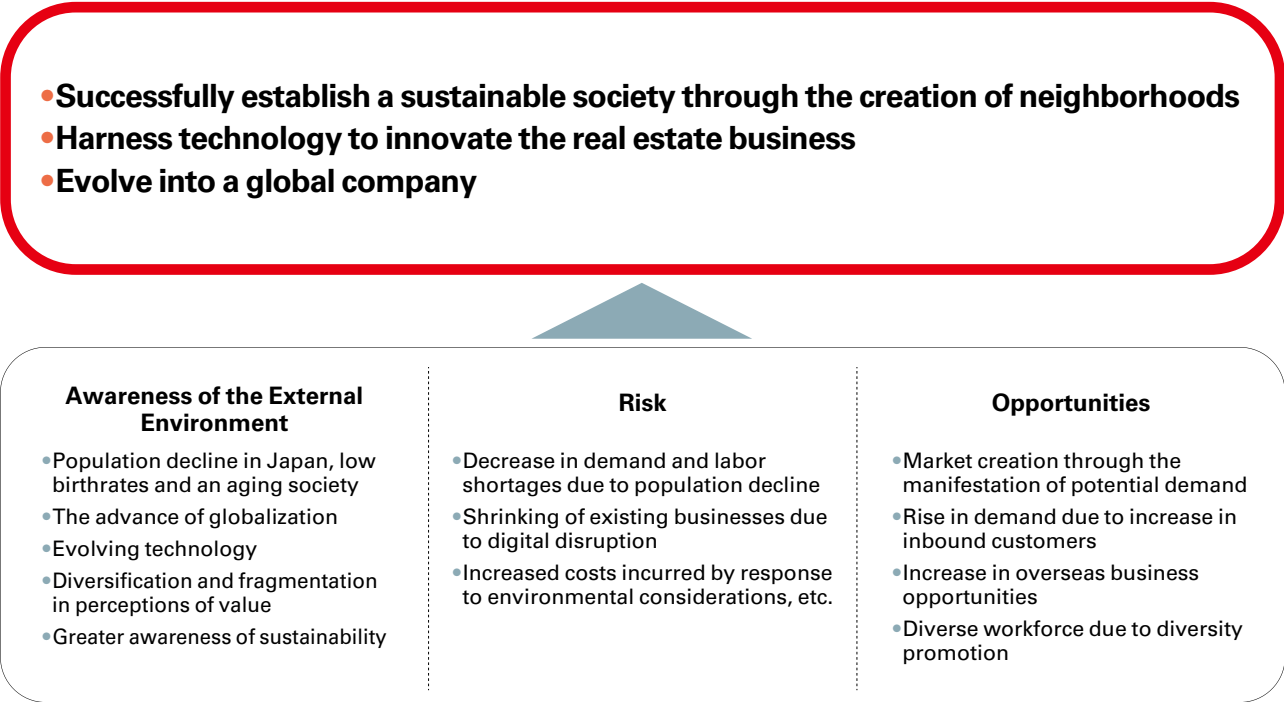 •Successfully establish a sustainable society through the creation of neighborhoods
•Harness technology to innovate the real estate business
•Evolve into a global company
Awareness of the External
Environment
•Population decline in Japan, low
birthrates and an aging society
•The advance of globalization
•Evolving technology
•Diversification and fragmentation
in perceptions of value
•Greater awareness of sustainability
Risk
•Decrease in demand and labor
shortages due to population decline
•Shrinking of existing businesses due
to digital disruption
•Increased costs incurred by response
to environmental considerations, etc.
Opportunities
•Market creation through the
manifestation of potential demand
•Rise in demand due to increase in
inbound customers
•Increase in overseas business
opportunities
•Diverse workforce due to diversity
promotion